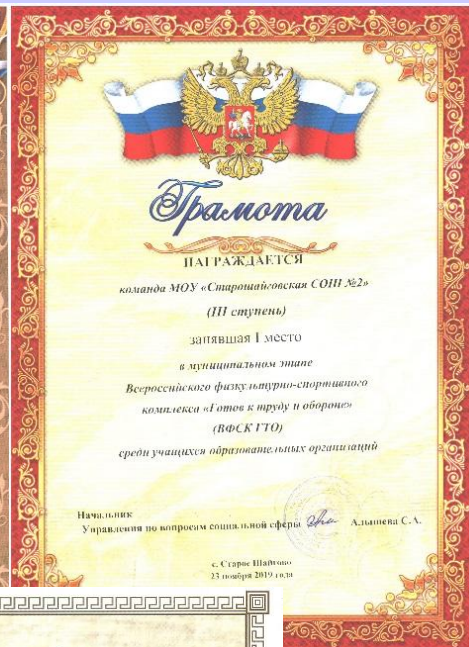 Грамота
НАГРАЖДАЕТСЯ
команда МОУ «Старошайговская СОШ №2»
(III ступень)
занявшая I место
в муниципальном этапе
Всероссийского физкультурно-спортивного
комплекса «Готов к труду и обороне»
(ВФСК ГТО)
среди учащихся образовательных организаций
Начальник
Управления по вопросам социальной сферы С.А.
с. Старое Шайгово
23 ноября 2019 года